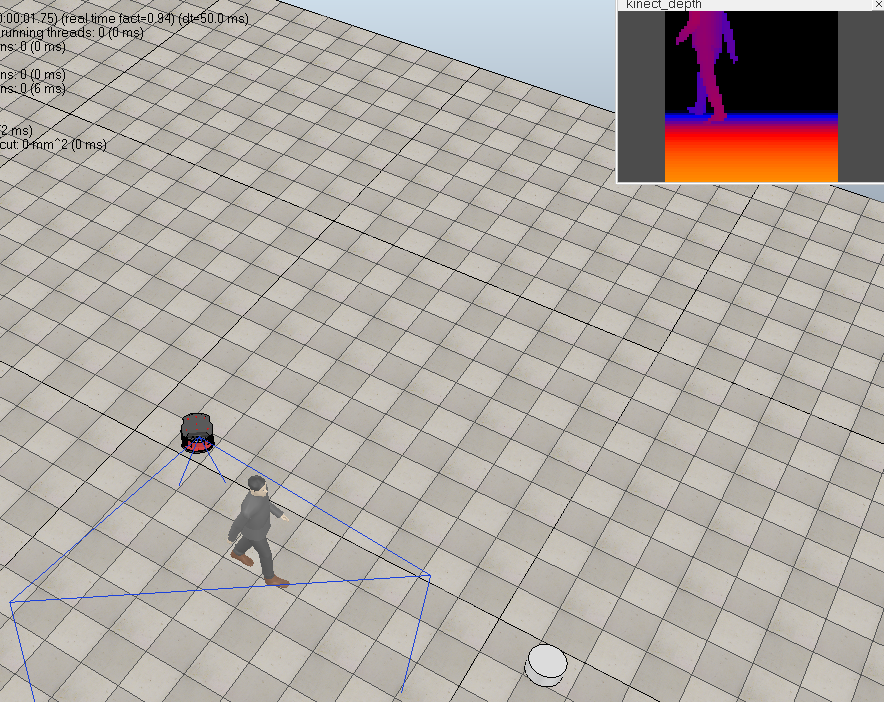 0:00:01.75) (real time fact=0.94) (dt=50.0 ms)
running threads: 0 (0 ms)
ns: 0 (0 ms)
ns: 0 (0 ms)
ns: 0 (6 ms)
2 ms)
cut: 0 mm^2 (0 ms)
kinect_depth